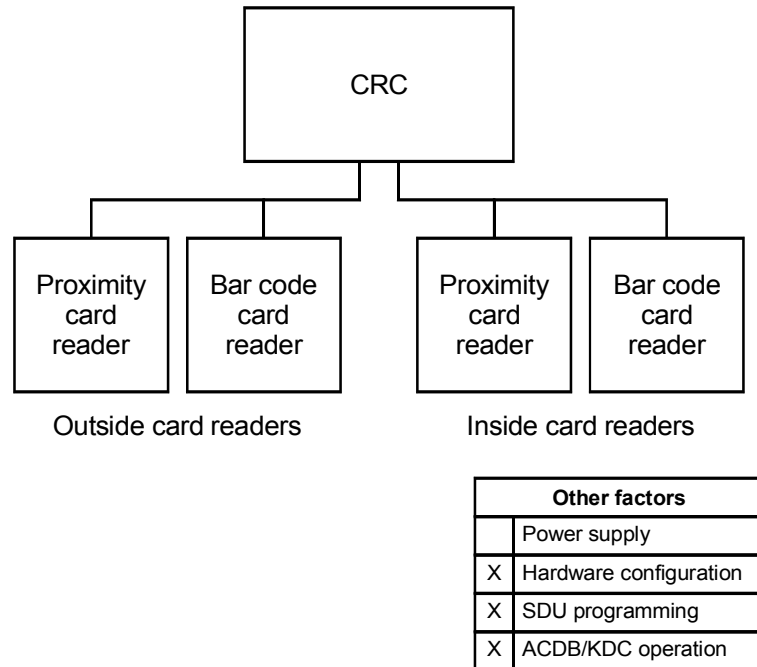 CRC
Proximity
card
reader
Bar code
card
reader
Proximity
card
reader
Bar code
card
reader
Outside card readers
Inside card readers
Other factors
Power supply
X Hardware configuration
X SDU programming
X ACDB/KDC operation